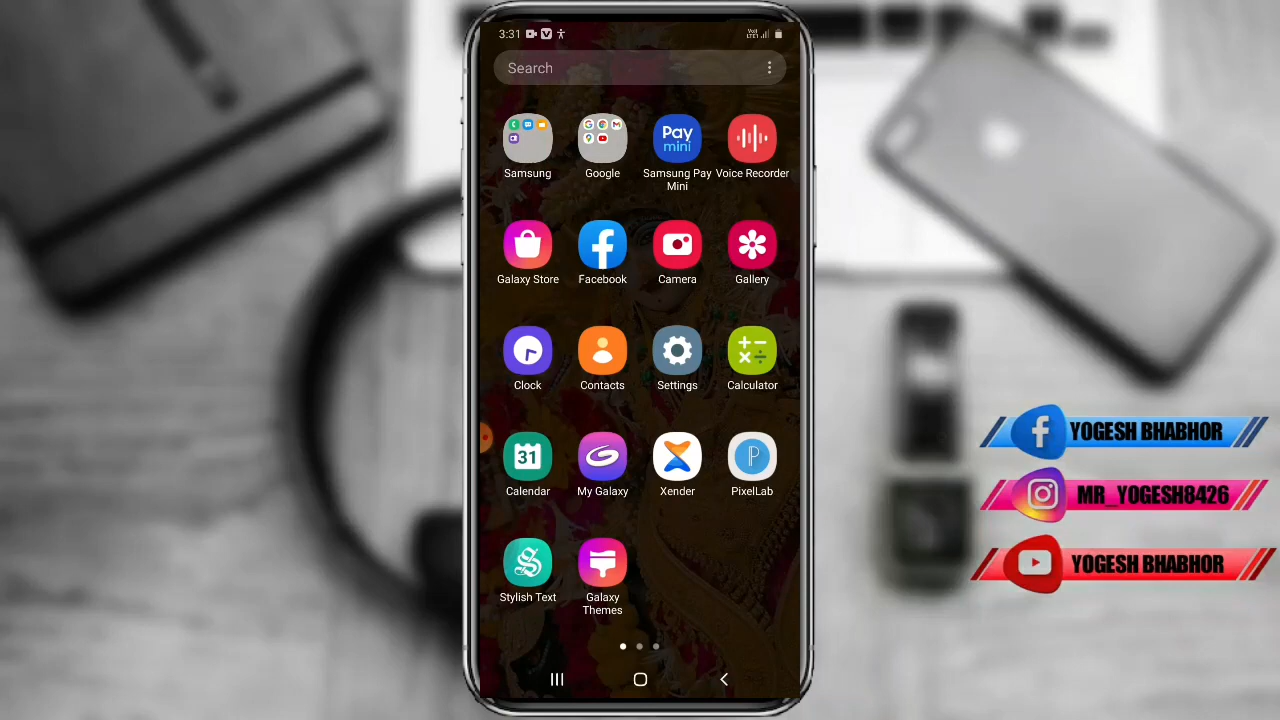 3:31
Search
Pay mini
Samsung
Google
Samsung Pay Mini
Voice Recorder
Galaxy Store
Facebook
Camera
Gallery
Clock
Contacts
Settings
Calculator
31
Calendar
My Galaxy
Xender
P
PixelLab
Stylish Text
Galaxy Themes
YOGESH BHABHOR
MR_YOGESH8426
YOGESH BHABHOR